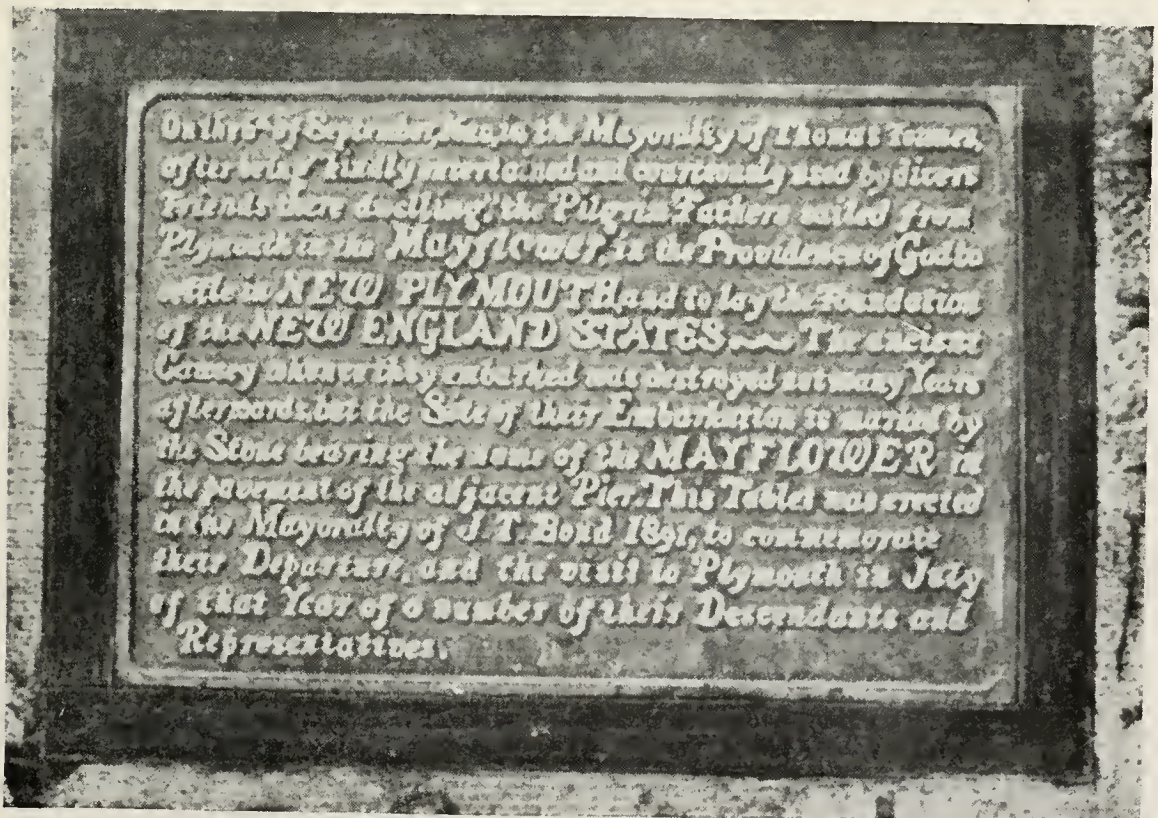 On the 6th of September, 1620, in the Mayoralty of Thomas Townes,
after being "kindly entertained and courteously used by divers
Friends there dwelling," the Pilgrim Fathers sailed from
Plymouth in the Mayflower, in the Providence of God to
settle in NEW PLYMOUTH and to lay the Foundation
of the NEW ENGLAND STATES The ancient
Causey whence they embarked was destroyed not many Years
afterwards, but the Site of their Embarkation is marked by
the Stone bearing the name of the MAYFLOWER in
the pavement of the adjacent Pier. This Tablet was erected
in the Mayoralty of J. T. Bond 1891, to commemorate
their Departure, and the visit to Plymouth in July
of that Year of a number of their Descendants and
Representatives.